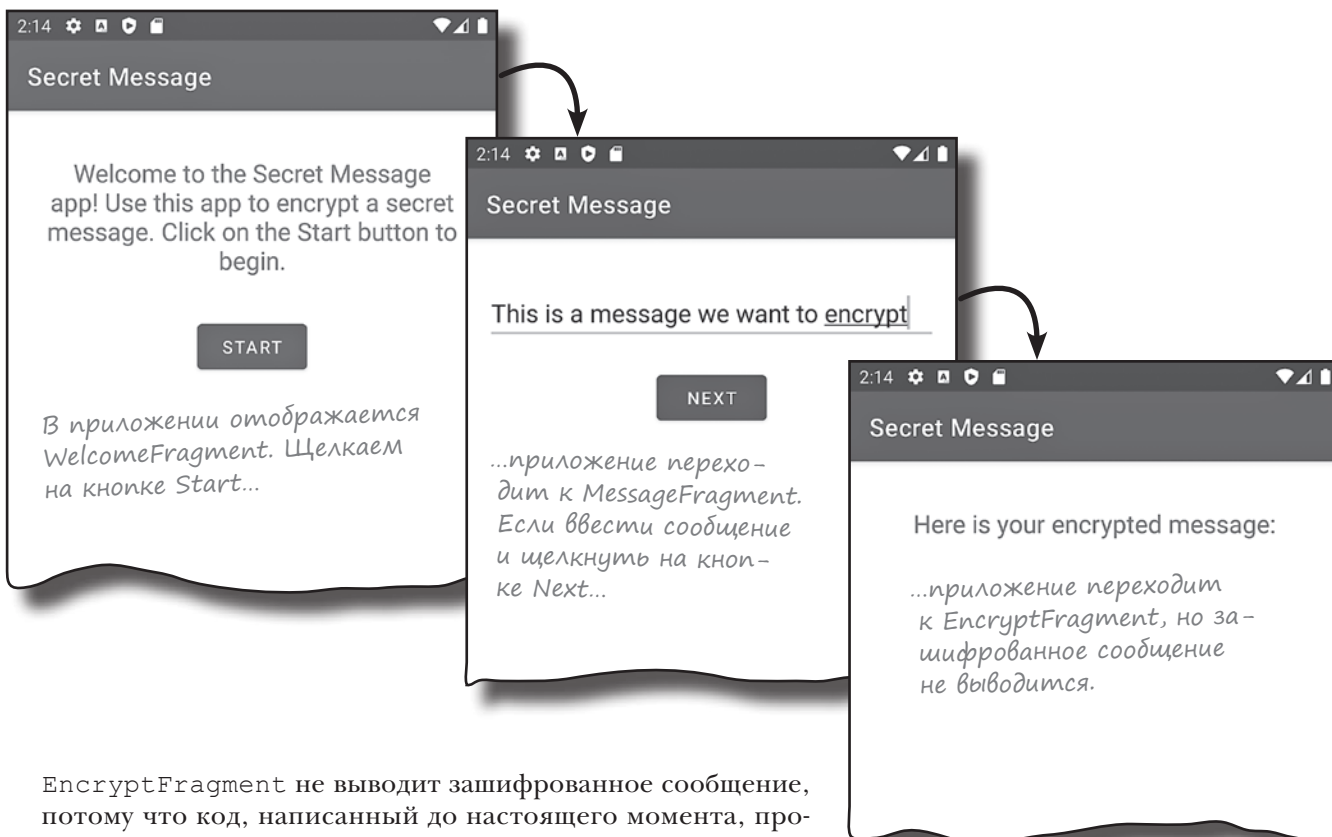 2:14
Secret Message
Welcome to the Secret Message
app! Use this app to encrypt a secret
message. Click on the Start button to
begin.
START
В приложении отображается
WelcomeFragment. Щелкаем
на кнопке Start...
2:14
Secret Message
This is a message we want to encrypt
NEXT
...приложение перехо-
дит к MessageFragment.
Если ввести сообщение
и щелкнуть на кноп-
ке Next...
2:14
Secret Message
Here is your encrypted message:
...приложение переходит
к EncryptFragment, но за-
шифрованное сообщение
не выводится.
EncryptFragment не выводит зашифрованное сообщение,
потому что код, написанный до настоящего момента, про-